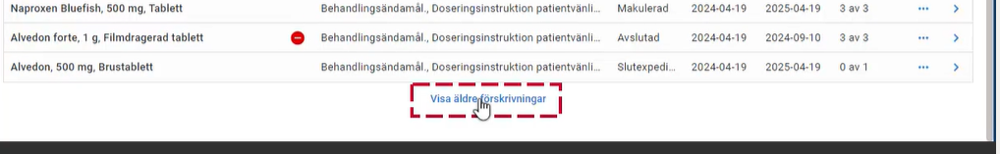 Naproxen Bluefish, 500 mg, Tablett Behandlingsändamål., Doseringsinstruktion patientvänli... Makulerad 2024-04-19 2025-04-19 3 av 3 ...
Alvedon forte, 1 g, Filmdragerad tablett Behandlingsändamål., Doseringsinstruktion patientvänli... Avslutad 2024-04-19 2024-09-10 3 av 3 ...
Alvedon, 500 mg, Brustablett Behandlingsändamål., Doseringsinstruktion patientvänli... Slutexpedi... 2024-04-19 2025-04-19 0 av 1 ...
Visa äldre förskrivningar